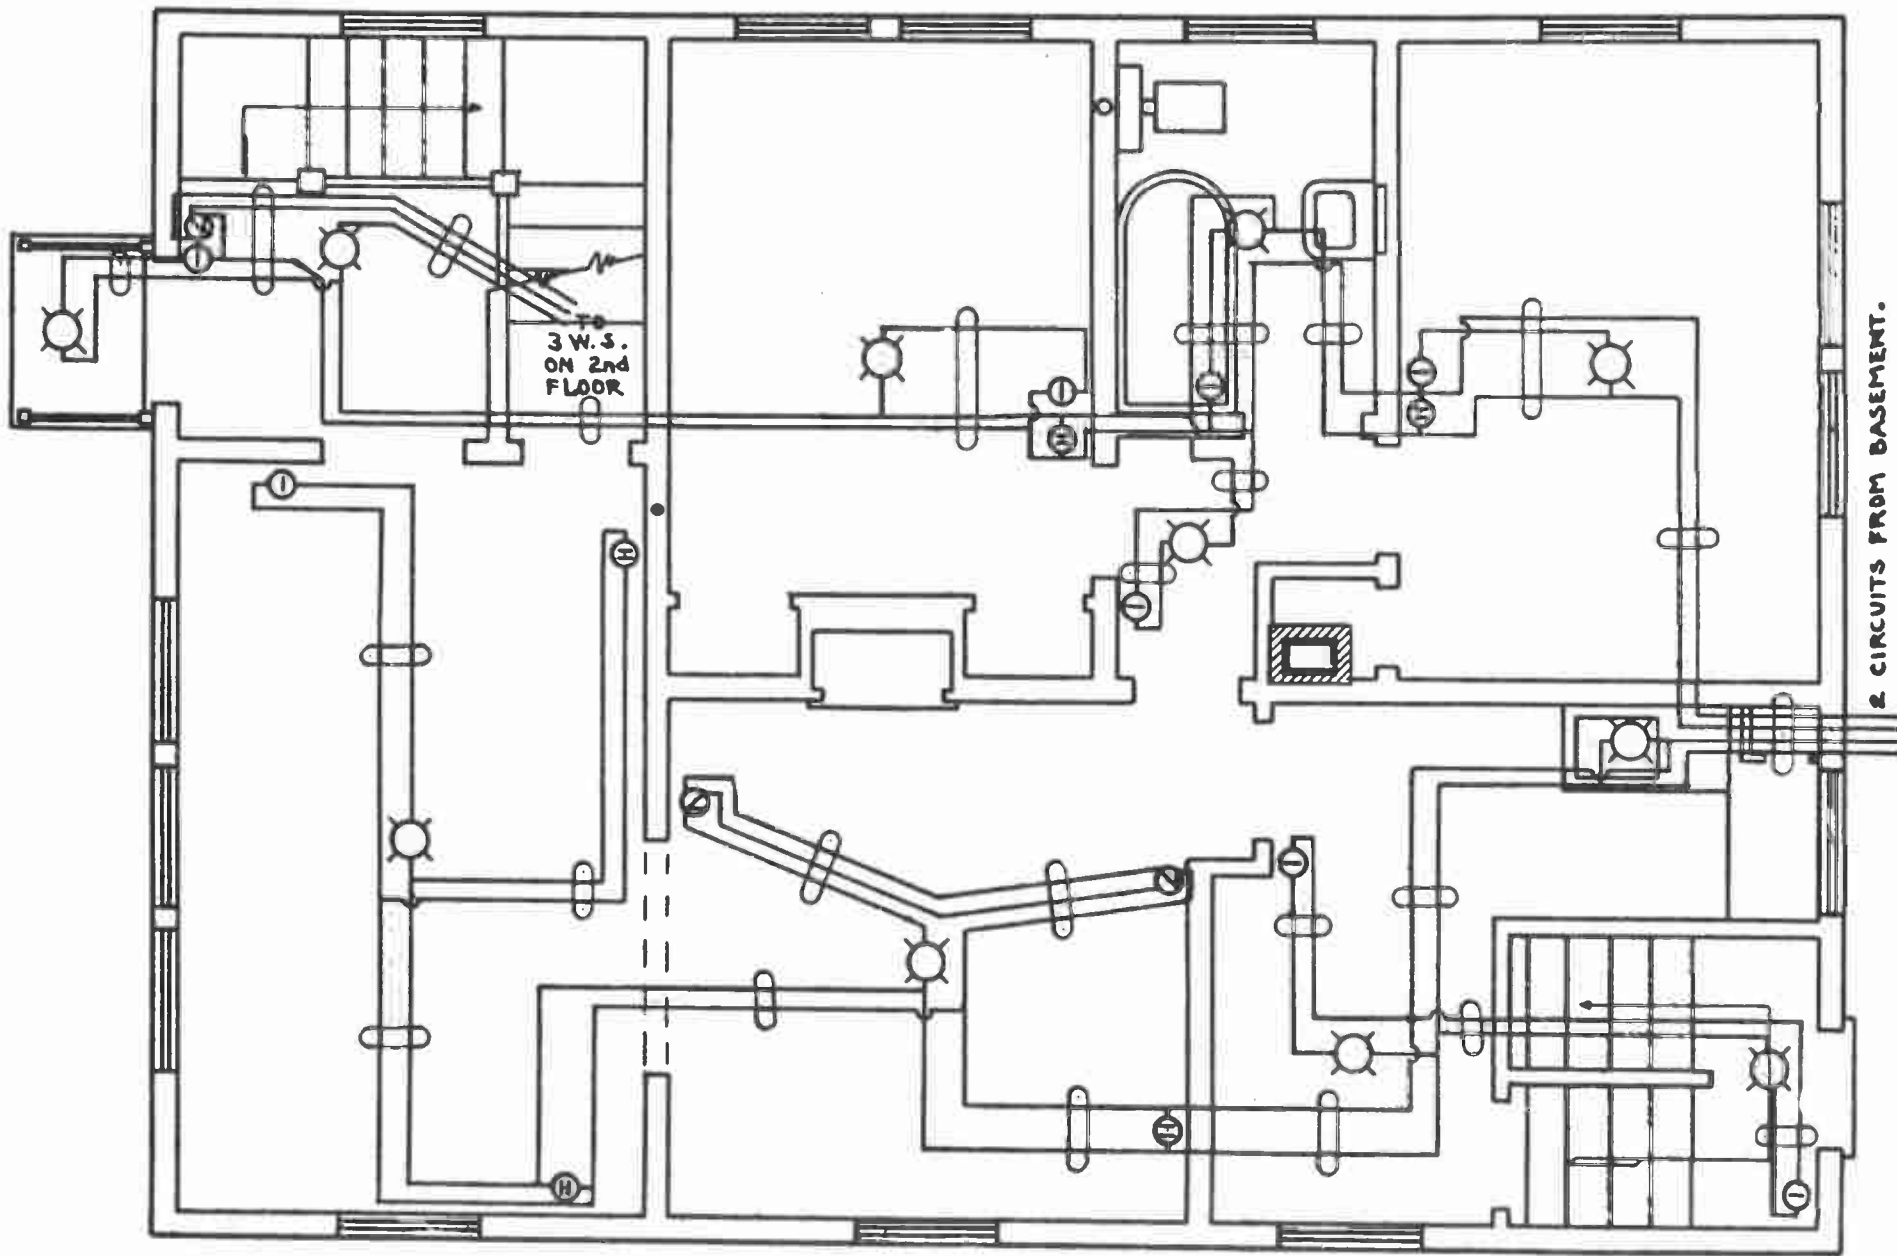 TO
3 W.S.
ON 2nd
FLOOR
2 CIRCUITS FROM BASEMENT.
H
H
H
H
H